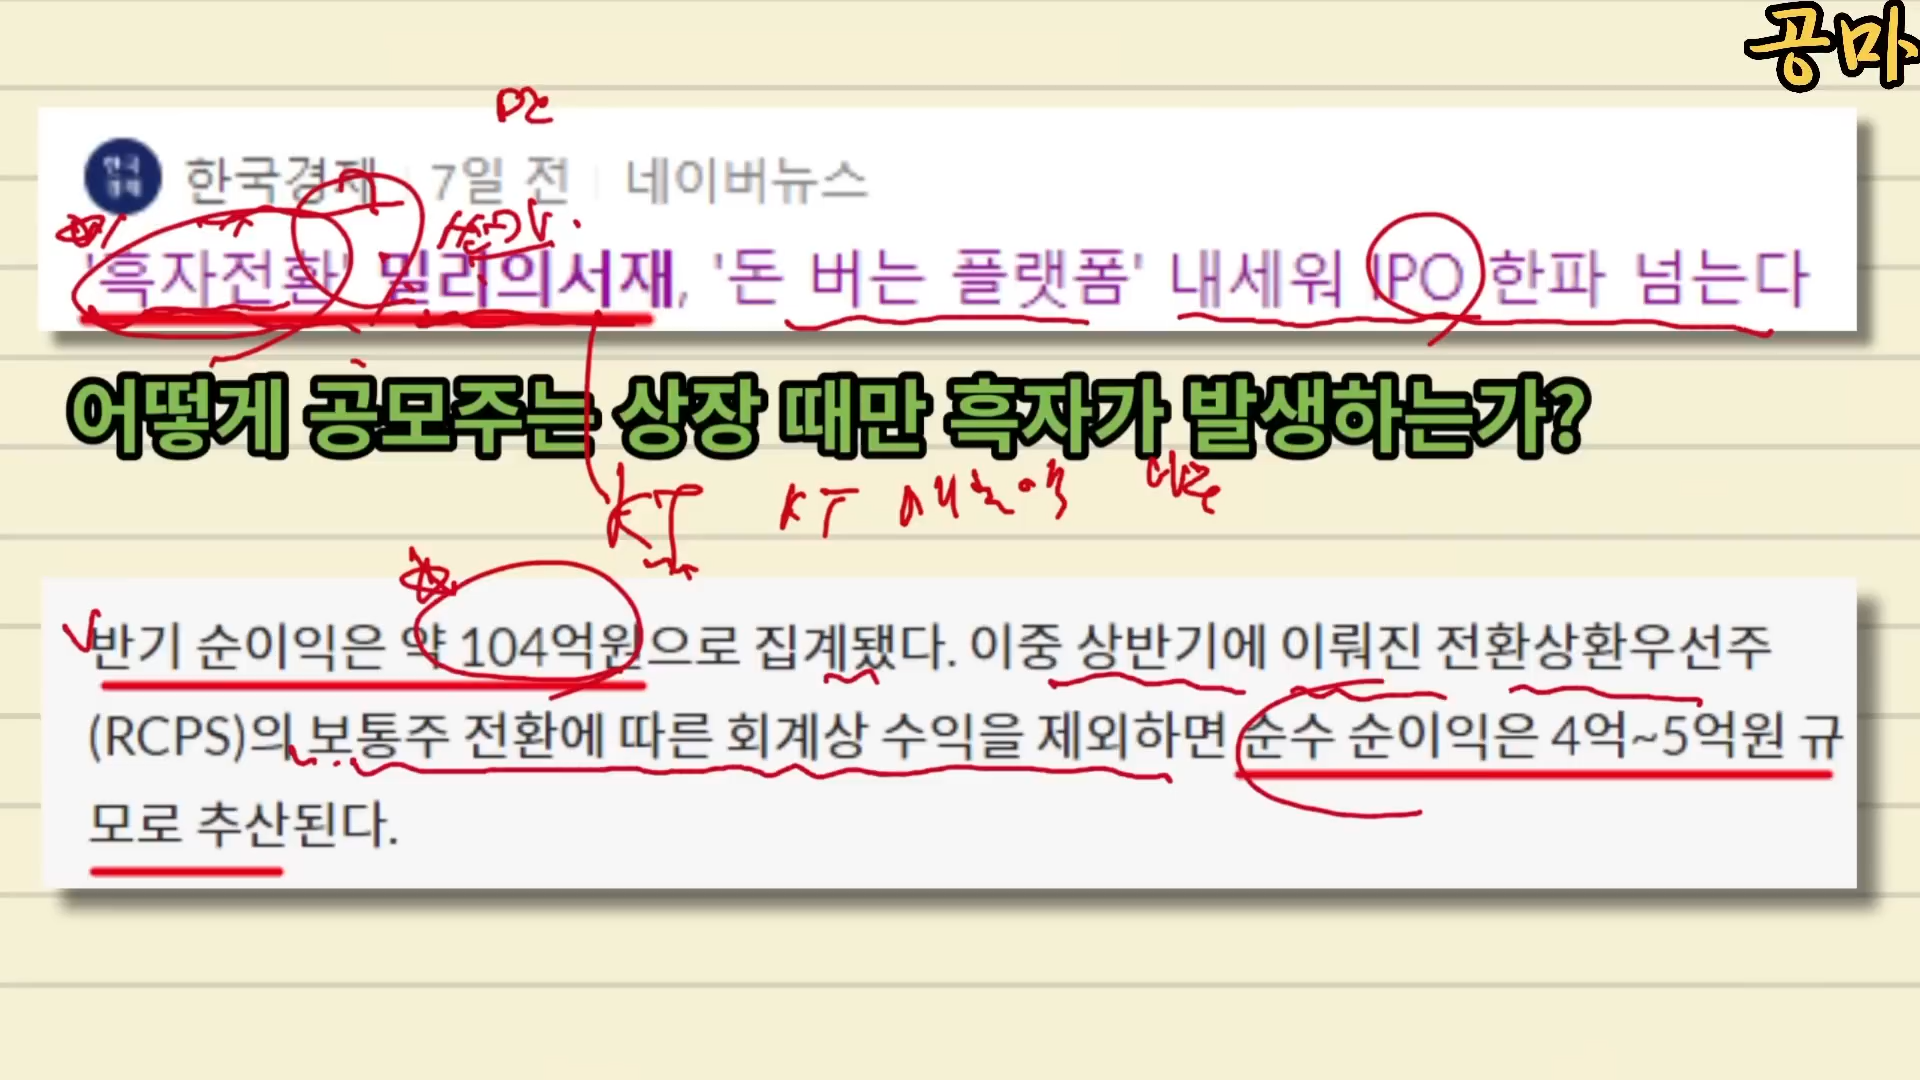 공마
한국경제 7일 전 네이버뉴스
'흑자전환' 밀리의서재, '돈 버는 플랫폼' 내세워 IPO 한파 넘는다
어떻게 공모주는 상장 때만 흑자가 발생하는가?
KT KT
반기 순이익은 약 104억원으로 집계됐다. 이중 상반기에 이뤄진 전환상환우선주
(RCPS)의 보통주 전환에 따른 회계상 수익을 제외하면 순수 순이익은 4억~5억원 규
모로 추산된다.